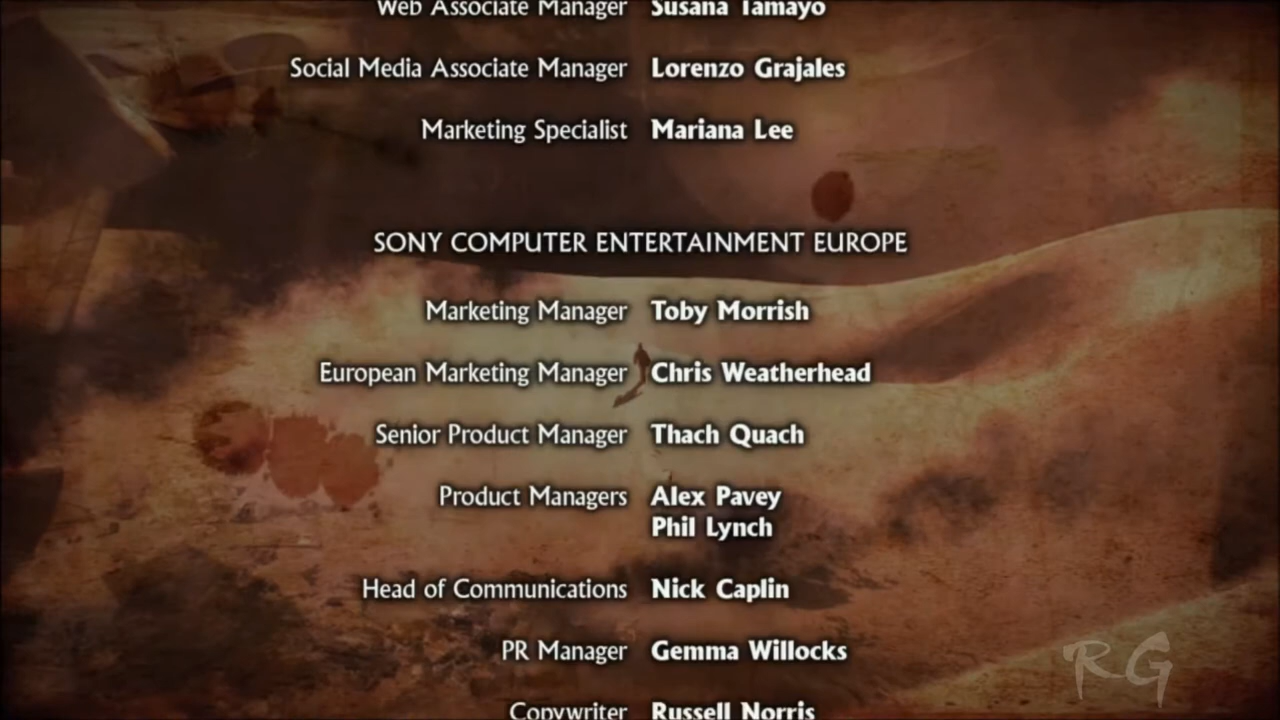 Web Associate Manager Susana Tamayo
Social Media Associate Manager Lorenzo Grajales
Marketing Specialist Mariana Lee
SONY COMPUTER ENTERTAINMENT EUROPE
Marketing Manager Toby Morrish
European Marketing Manager Chris Weatherhead
Senior Product Manager Thach Quach
Product Managers Alex Pavey
Phil Lynch
Head of Communications Nick Caplin
PR Manager Gemma Willocks
RG
Copywriter Russell Norris